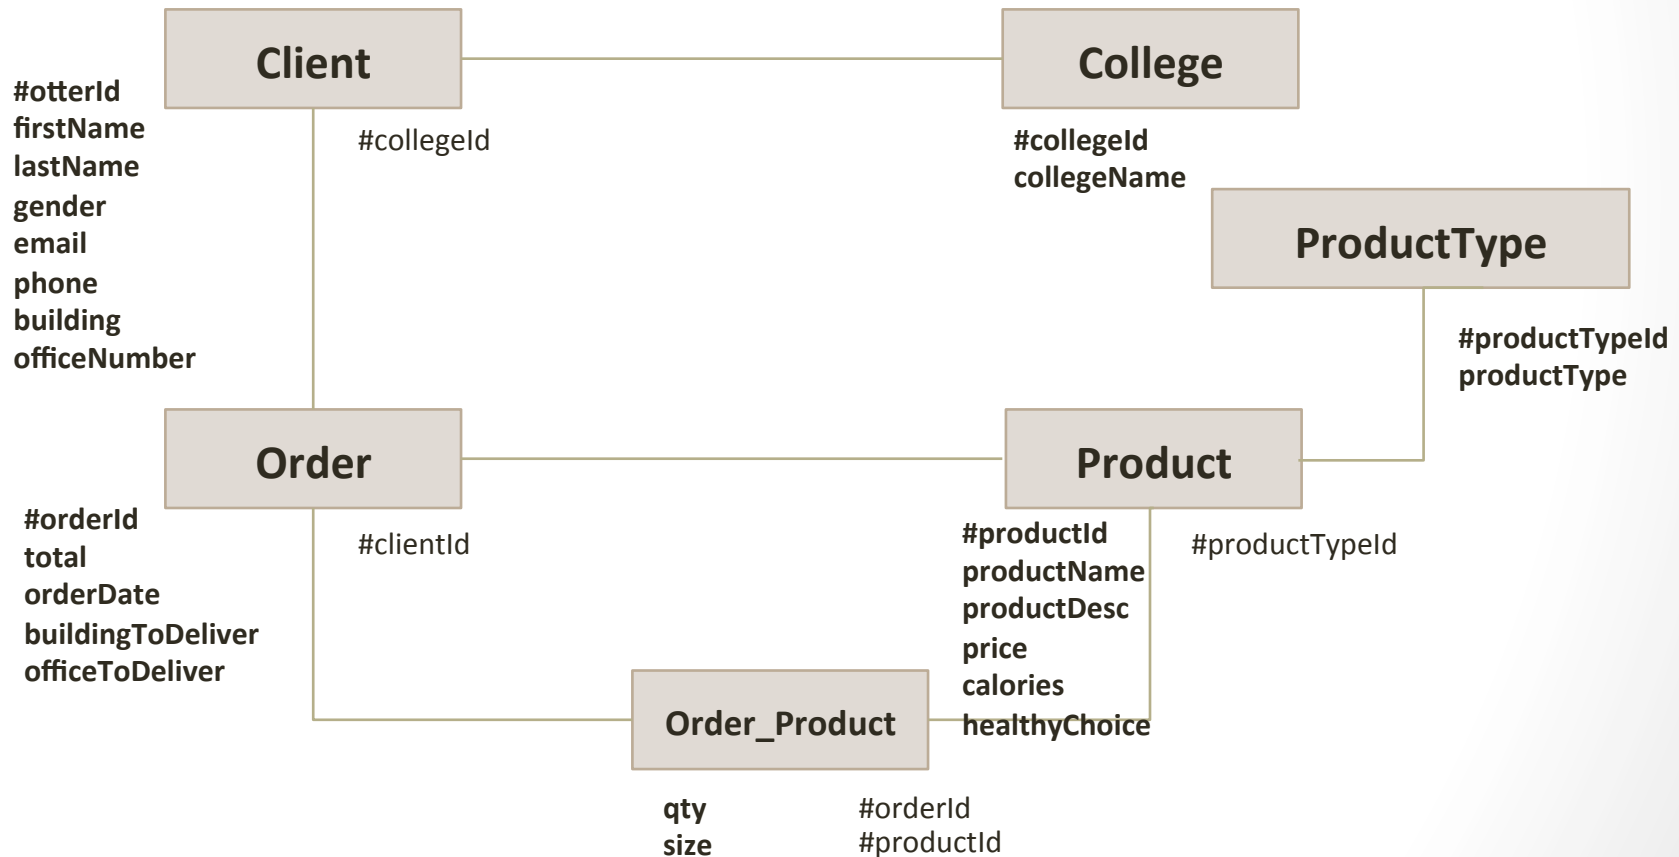 Client
College
#otterId
firstName
lastName
gender
email
phone
building
officeNumber
#collegeId
#collegeId
collegeName
ProductType
#productTypeId
productType
Order
Product
#orderId
total
orderDate
buildingToDeliver
officeToDeliver
#clientId
#productId
productName
productDesc
price
calories
healthyChoice
#productTypeId
Order_Product
qty
size
#orderId
#productId